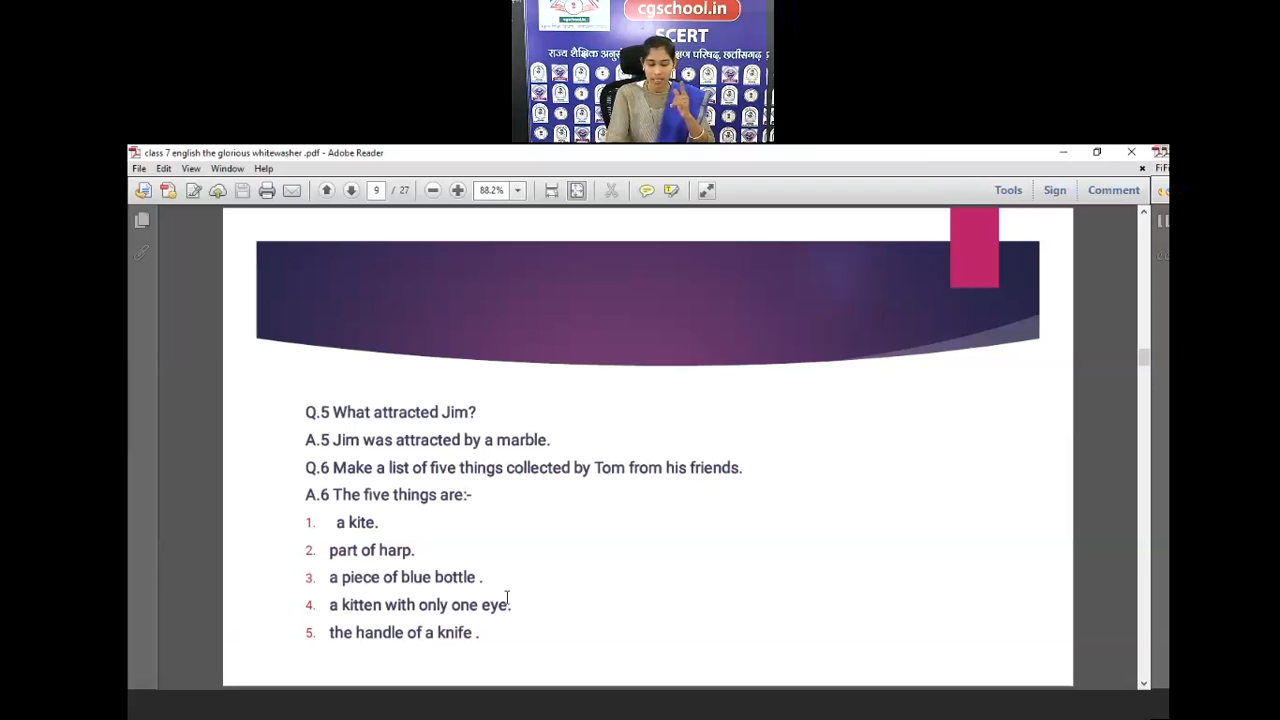 cgschool.in
SCERT
class 7 english the glorious whitewasher .pdf - Adobe Reader
File Edit View Window Help
9 / 27 88.2% Tools Sign Comment
Q.5 What attracted Jim?
A.5 Jim was attracted by a marble.
Q.6 Make a list of five things collected by Tom from his friends.
A.6 The five things are:-
1. a kite.
2. part of harp.
3. a piece of blue bottle .
4. a kitten with only one eye.
5. the handle of a knife .